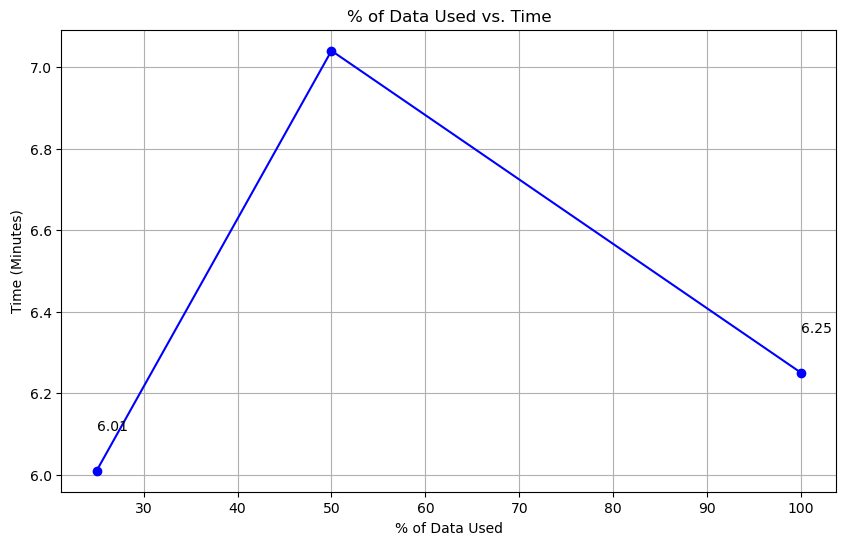 % of Data Used vs. Time
Time (Minutes)
7.0
6.8
6.6
6.4
6.2
6.0
6.01
6.25
30 40 50 60 70 80 90 100
% of Data Used